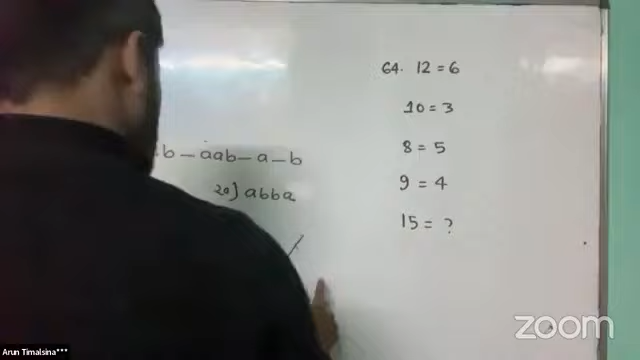 b - aab - a - b
20) abba
64. 12 = 6
10 = 3
8 = 5
9 = 4
15 = ?
zoom
Arun Timalsina***